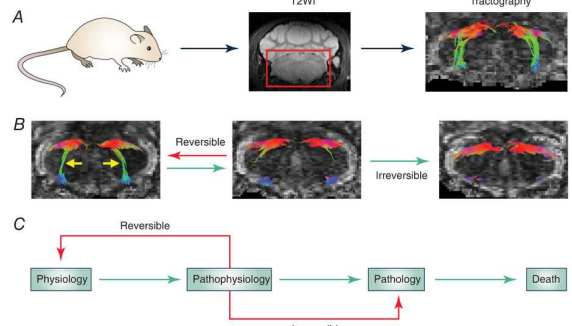 A
T2WI
Tractography
B
Reversible
Irreversible
C
Reversible
Physiology
Pathophysiology
Pathology
Death